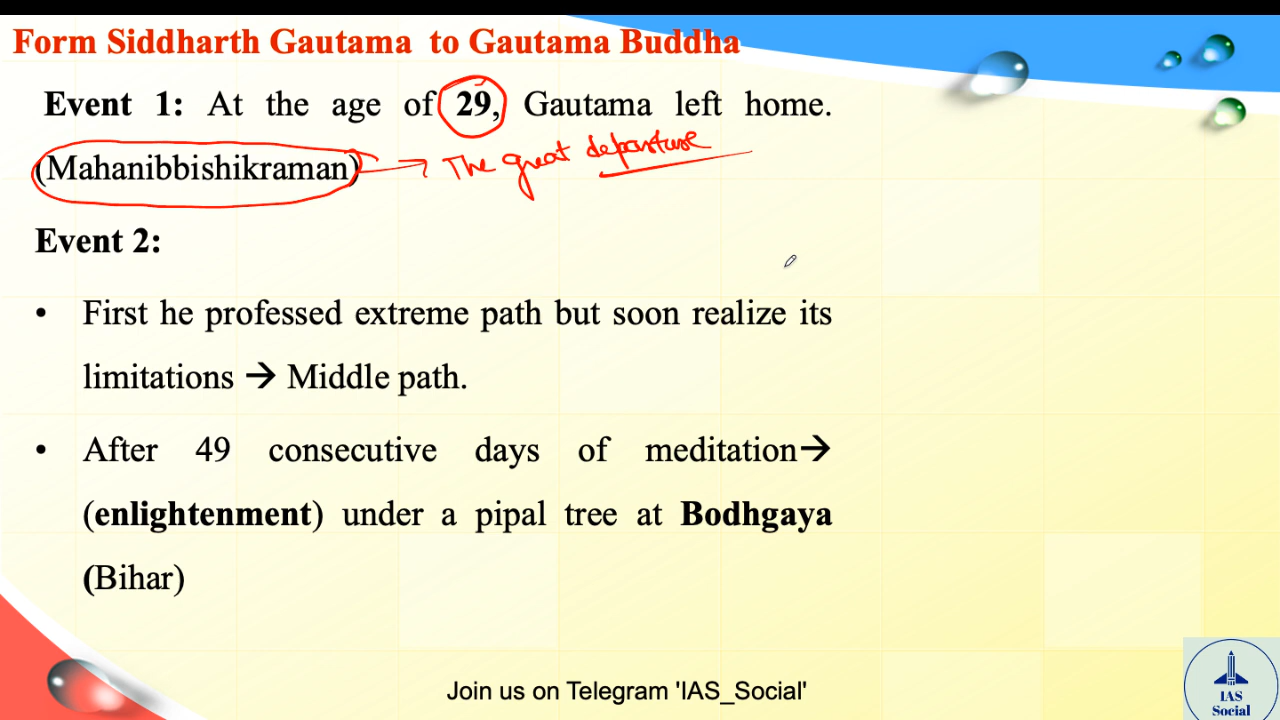 Form Siddharth Gautama to Gautama Buddha
Event 1: At the age of 29, Gautama left home.
(Mahanibbishikraman) → The great departure
Event 2:
• First he professed extreme path but soon realize its
limitations → Middle path.
• After 49 consecutive days of meditation→
(enlightenment) under a pipal tree at Bodhgaya
(Bihar)
Join us on Telegram 'IAS_Social'
IAS
Social